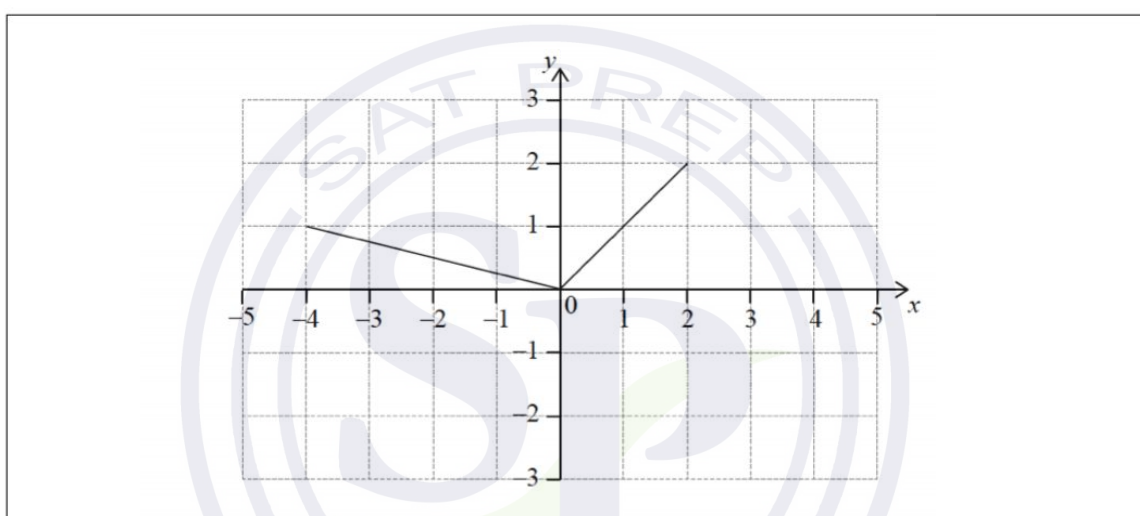 SAT PREP
y
3
2
1
–5 –4 –3 –2 –1 0 1 2 3 4 5 x
–1
–2
–3
SP